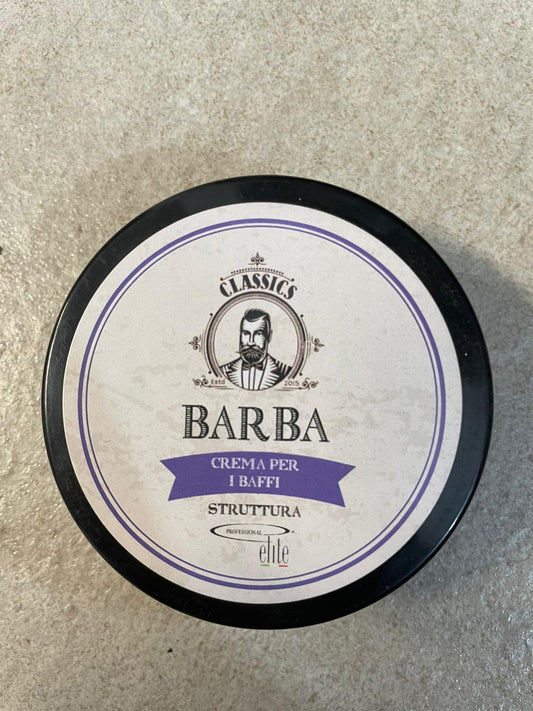 CLASSICS
Estd 2015
BARBA
CREMA PER
I BAFFI
STRUTTURA
PROFESSIONAL
elite